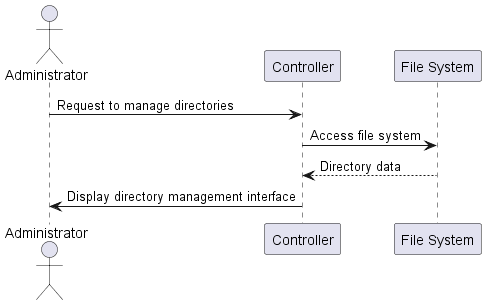 Administrator
Controller
File System
Request to manage directories
Access file system
Directory data
Display directory management interface
Administrator
Controller
File System